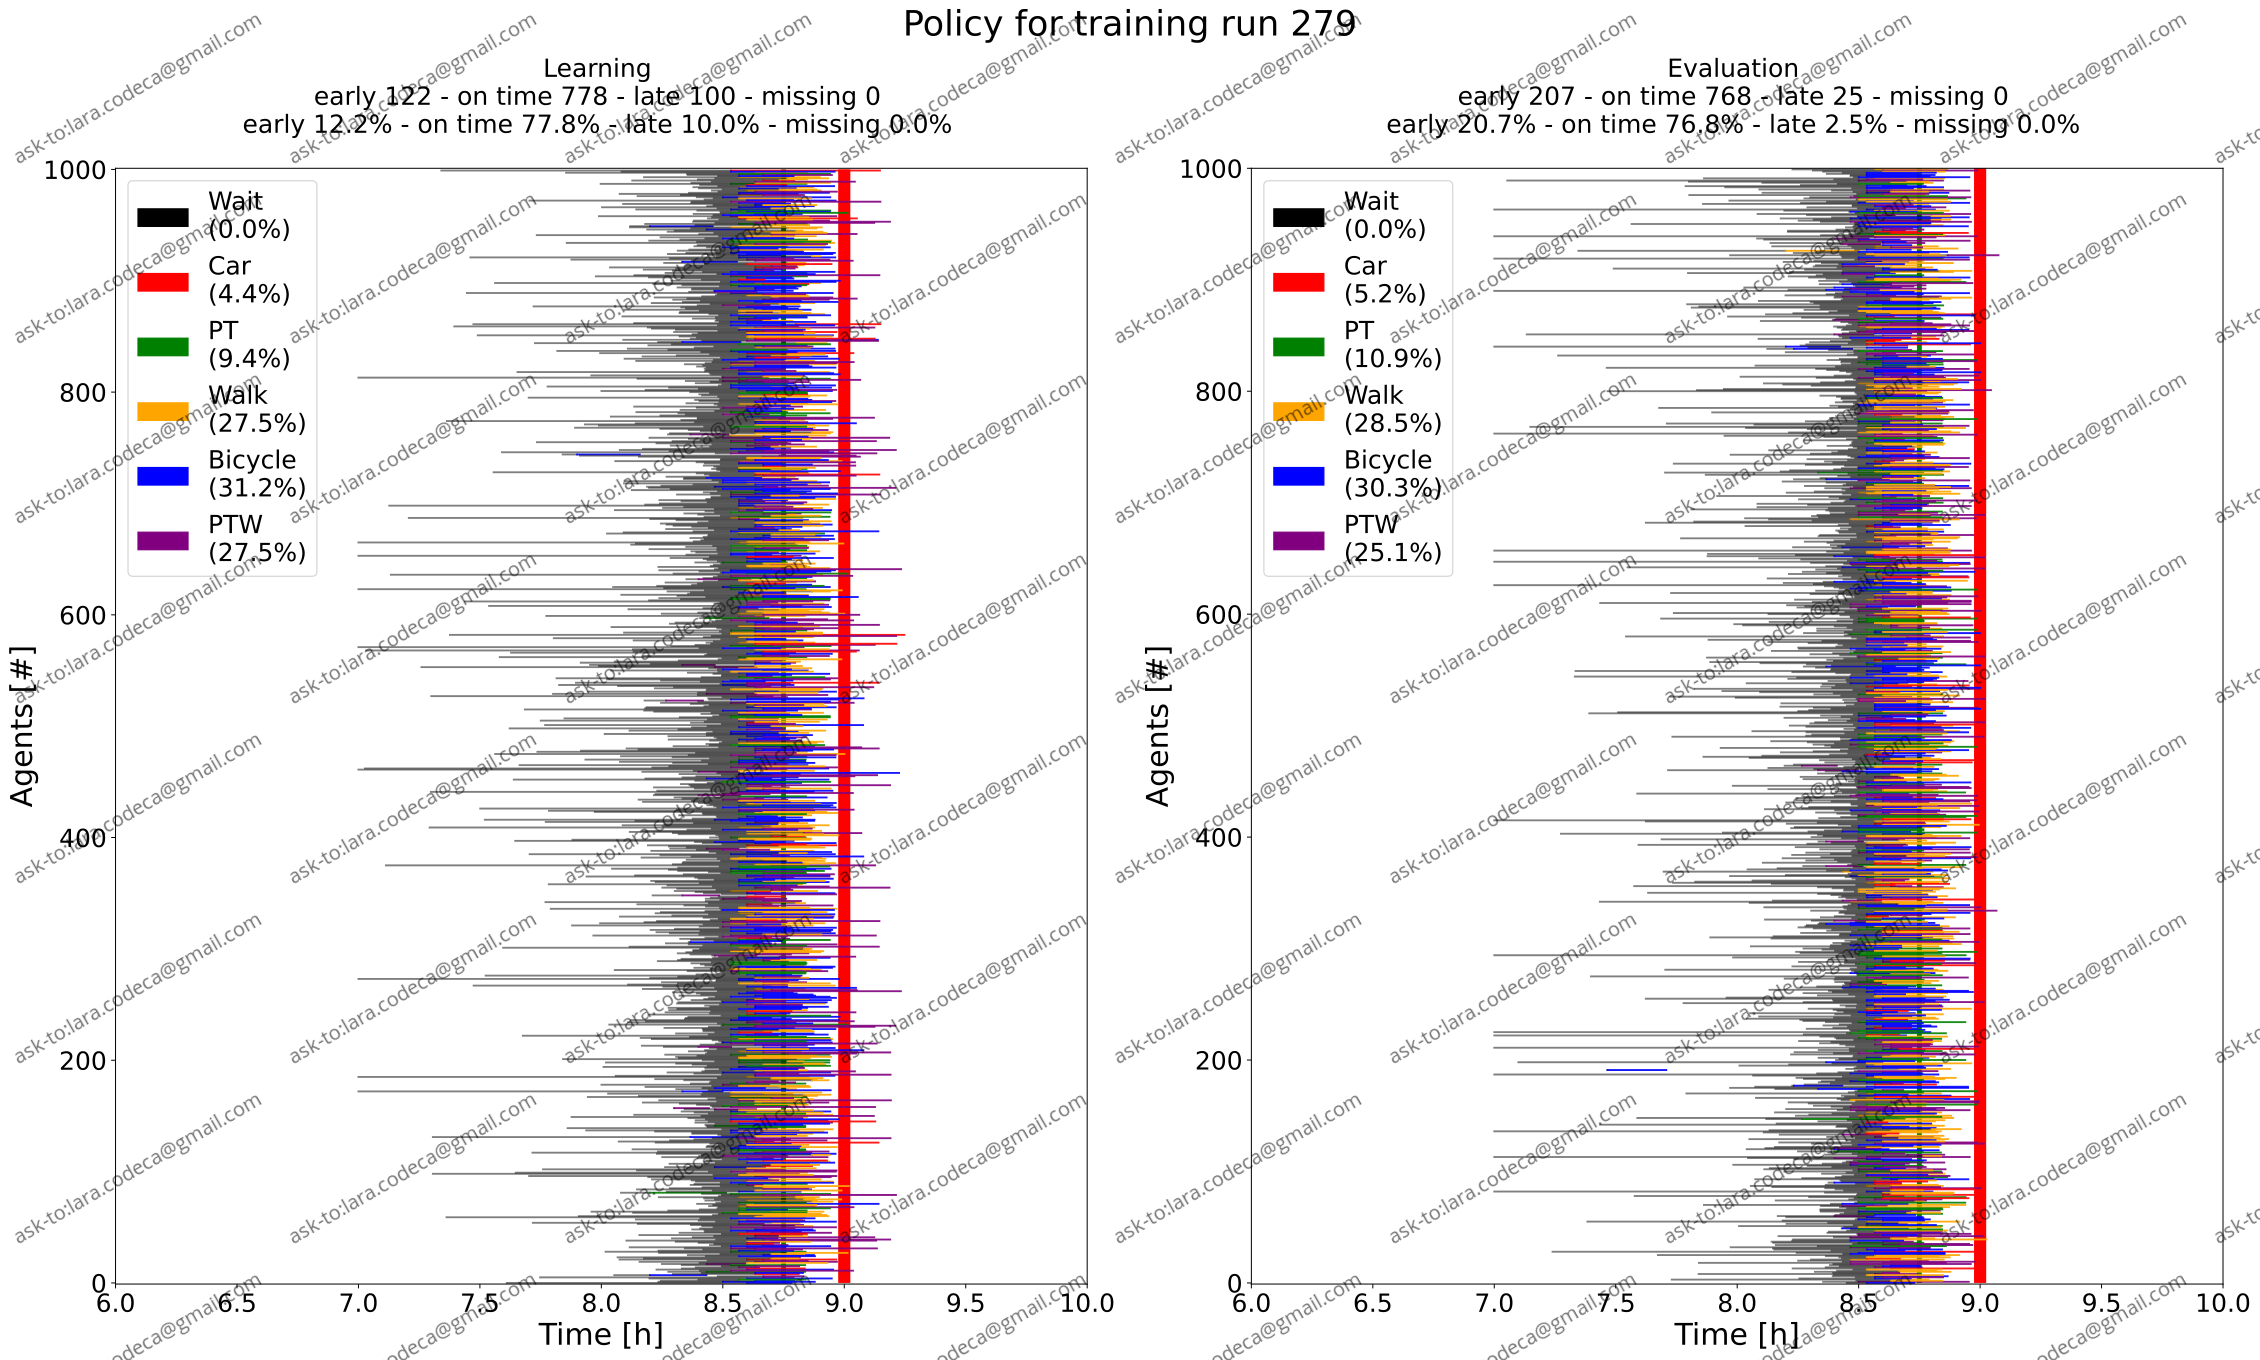 Policy for training run 279
Learning
early 122 - on time 778 - late 100 - missing 0
early 12.2% - on time 77.8% - late 10.0% - missing 0.0%
1000
800
600
400
200
0
Agents [#]
Wait
(0.0%)
Car
(4.4%)
PT
(9.4%)
Walk
(27.5%)
Bicycle
(31.2%)
PTW
(27.5%)
6.0 6.5 7.0 7.5 8.0 8.5 9.0 9.5 10.0
Time [h]
Evaluation
early 207 - on time 768 - late 25 - missing 0
early 20.7% - on time 76.8% - late 2.5% - missing 0.0%
1000
800
600
400
200
0
Agents [#]
Wait
(0.0%)
Car
(5.2%)
PT
(10.9%)
Walk
(28.5%)
Bicycle
(30.3%)
PTW
(25.1%)
6.0 6.5 7.0 7.5 8.0 8.5 9.0 9.5 10.0
Time [h]
ask-to:lara.codeca@gmail.com